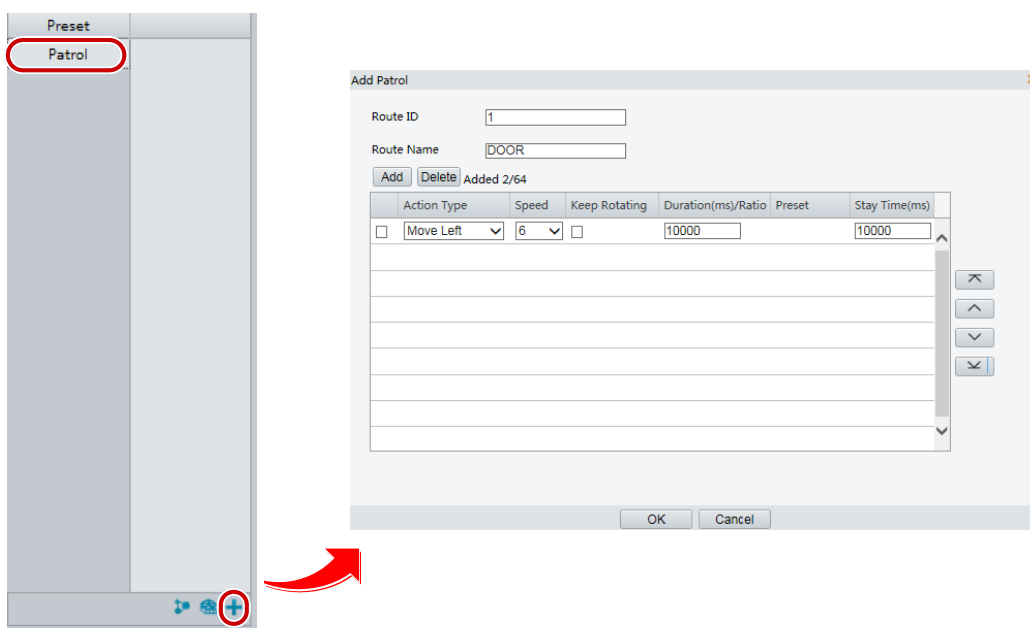 Preset
Patrol
Add Patrol
Route ID 1
Route Name DOOR
Add Delete Added 2/64
Action Type Speed Keep Rotating Duration(ms)/Ratio Preset Stay Time(ms)
Move Left 6 10000 10000
OK Cancel